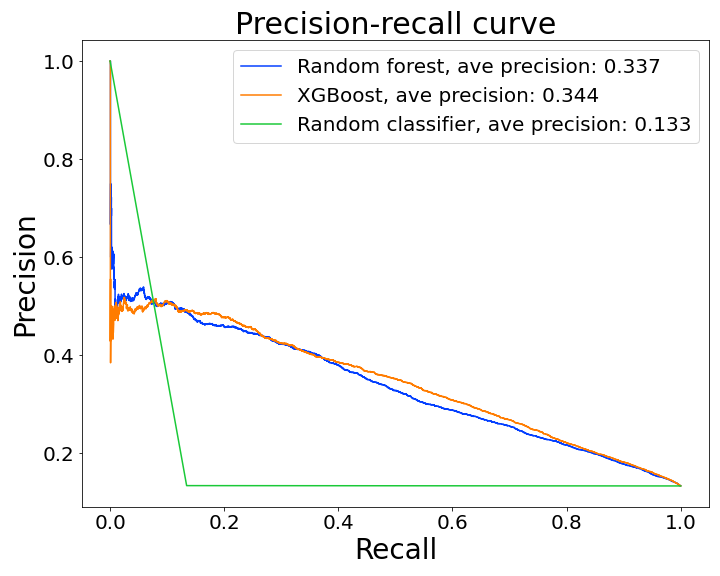 Precision-recall curve
Random forest, ave precision: 0.337
XGBoost, ave precision: 0.344
Random classifier, ave precision: 0.133
1.0
0.8
0.6
0.4
0.2
Precision
0.0 0.2 0.4 0.6 0.8 1.0
Recall